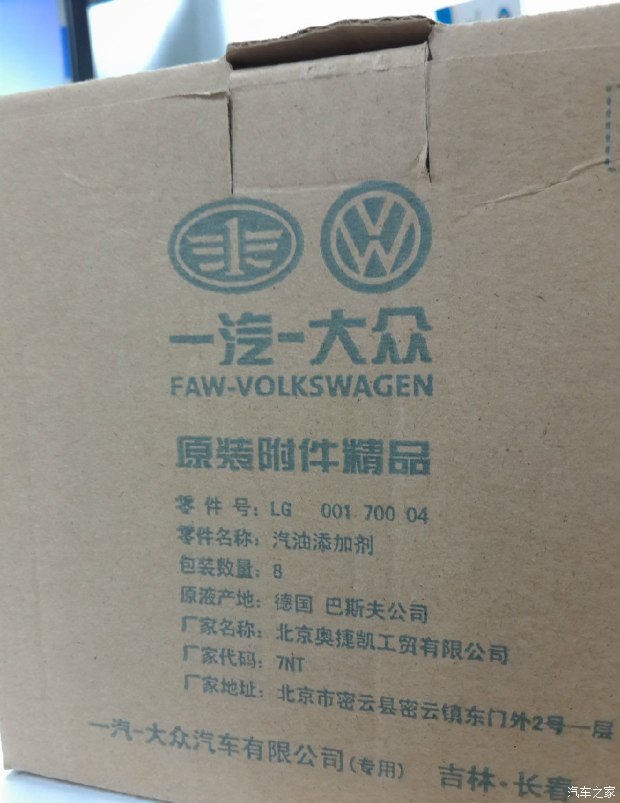 一汽-大众
FAW-VOLKSWAGEN
原装附件精品
零件号：LG 001 700 04
零件名称：汽油添加剂
包装数量：8
原液产地：德国 巴斯夫公司
厂家名称：北京奥捷凯工贸有限公司
厂家代码：7NT
厂家地址：北京市密云县密云镇东门外2号一层
一汽-大众汽车有限公司(专用) 吉林·长春
汽车之家